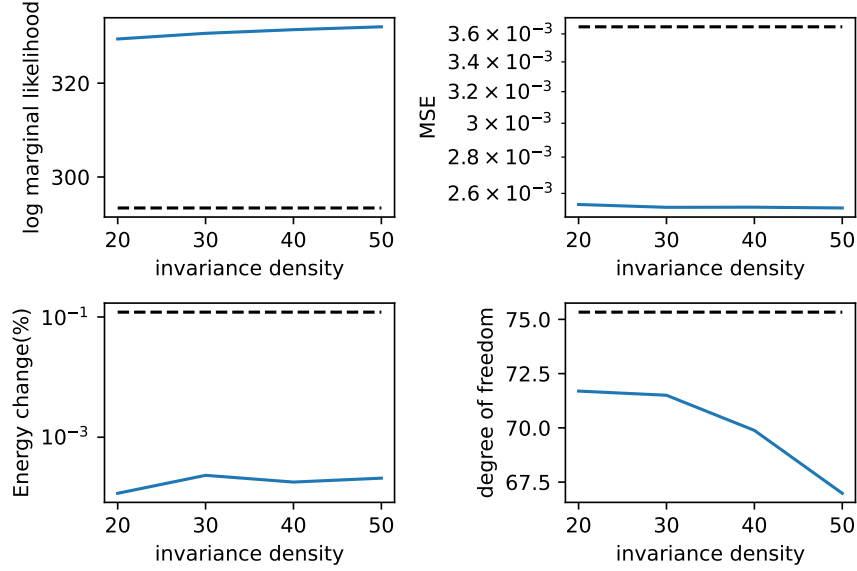 log marginal likelihood
320
300
20 30 40 50
invariance density
MSE
3.6 × 10⁻³
3.4 × 10⁻³
3.2 × 10⁻³
3 × 10⁻³
2.8 × 10⁻³
2.6 × 10⁻³
20 30 40 50
invariance density
Energy change(%)
10⁻¹
10⁻³
20 30 40 50
invariance density
degree of freedom
75.0
72.5
70.0
67.5
20 30 40 50
invariance density